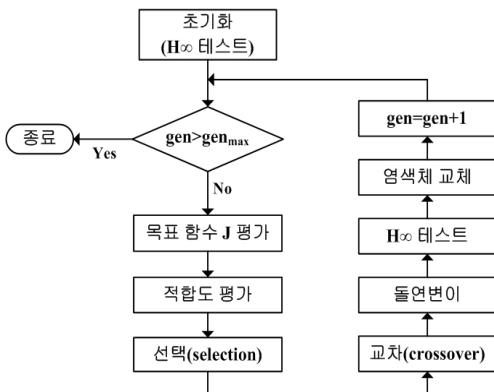 초기화
(H∞ 테스트)
gen>genmax
종료
Yes
No
목표 함수 J 평가
적합도 평가
선택(selection)
교차(crossover)
돌연변이
H∞ 테스트
염색체 교체
gen=gen+1